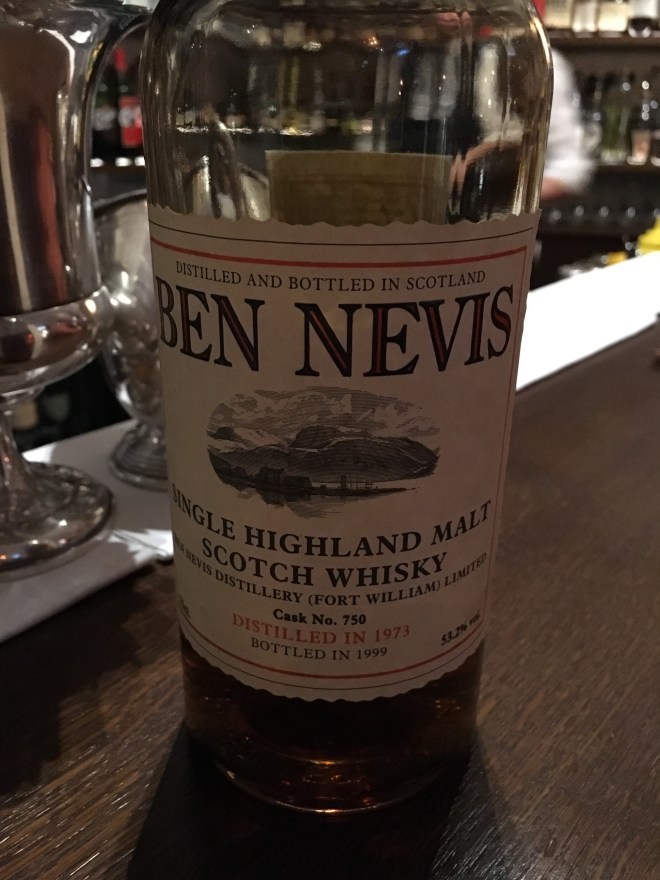 DISTILLED AND BOTTLED IN SCOTLAND
BEN NEVIS
SINGLE HIGHLAND MALT
SCOTCH WHISKY
NEVIS DISTILLERY (FORT WILLIAM) LIMITED
Cask No. 750
DISTILLED IN 1973
53.2% vol.
BOTTLED IN 1999